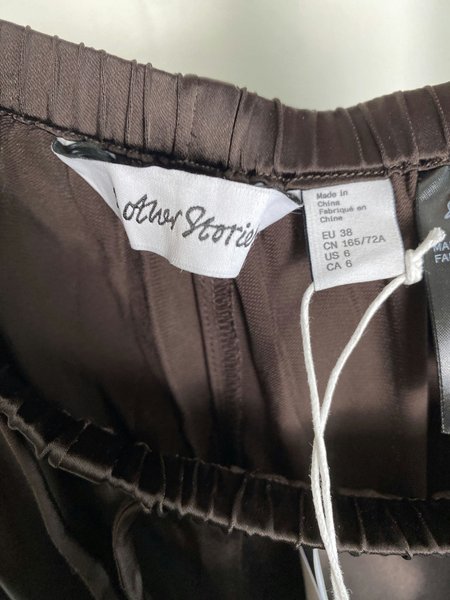 other Stories
Made in
China
Fabriqué en
Chine
EU 38
CN 165/72A
US 6
CA 6